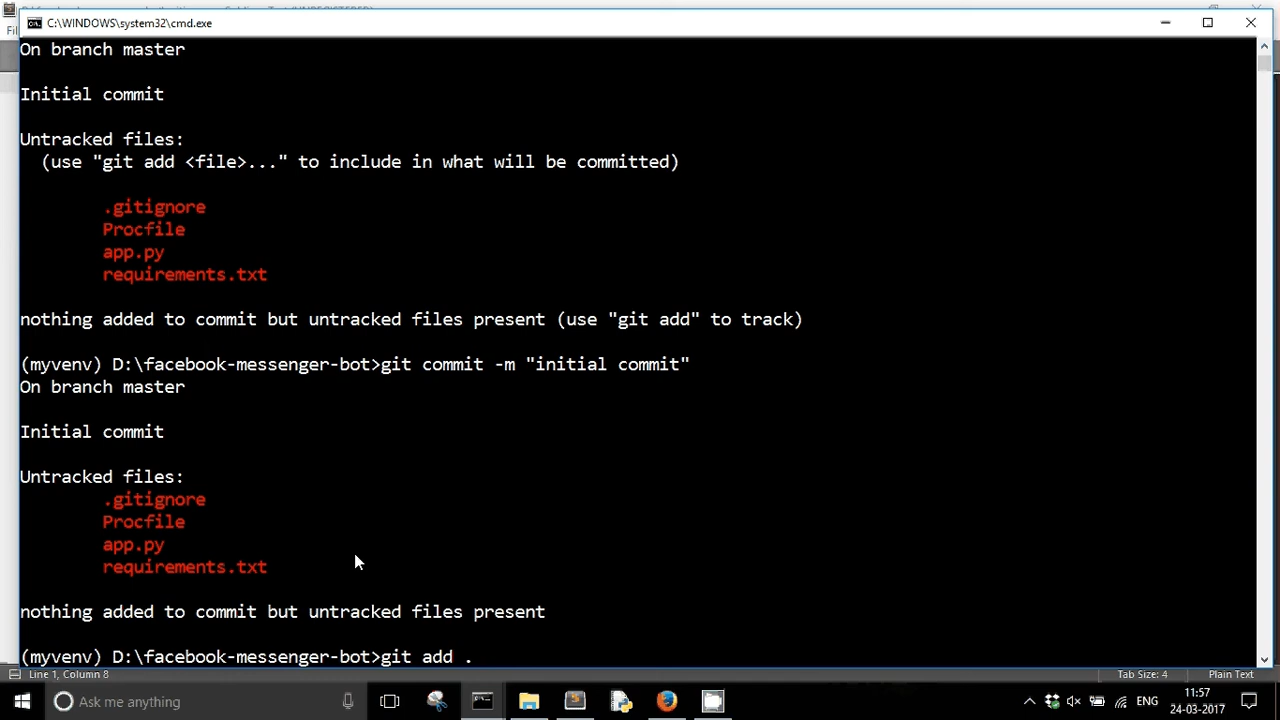 C:\WINDOWS\system32\cmd.exe
On branch master
Initial commit
Untracked files:
(use "git add <file>..." to include in what will be committed)
.gitignore
Procfile
app.py
requirements.txt
nothing added to commit but untracked files present (use "git add" to track)
(myvenv) D:\facebook-messenger-bot>git commit -m "initial commit"
On branch master
Initial commit
Untracked files:
.gitignore
Procfile
app.py
requirements.txt
nothing added to commit but untracked files present
(myvenv) D:\facebook-messenger-bot>git add .
Line 1, Column 8
Tab Size: 4
Plain Text
Ask me anything
ENG
11:57
24-03-2017